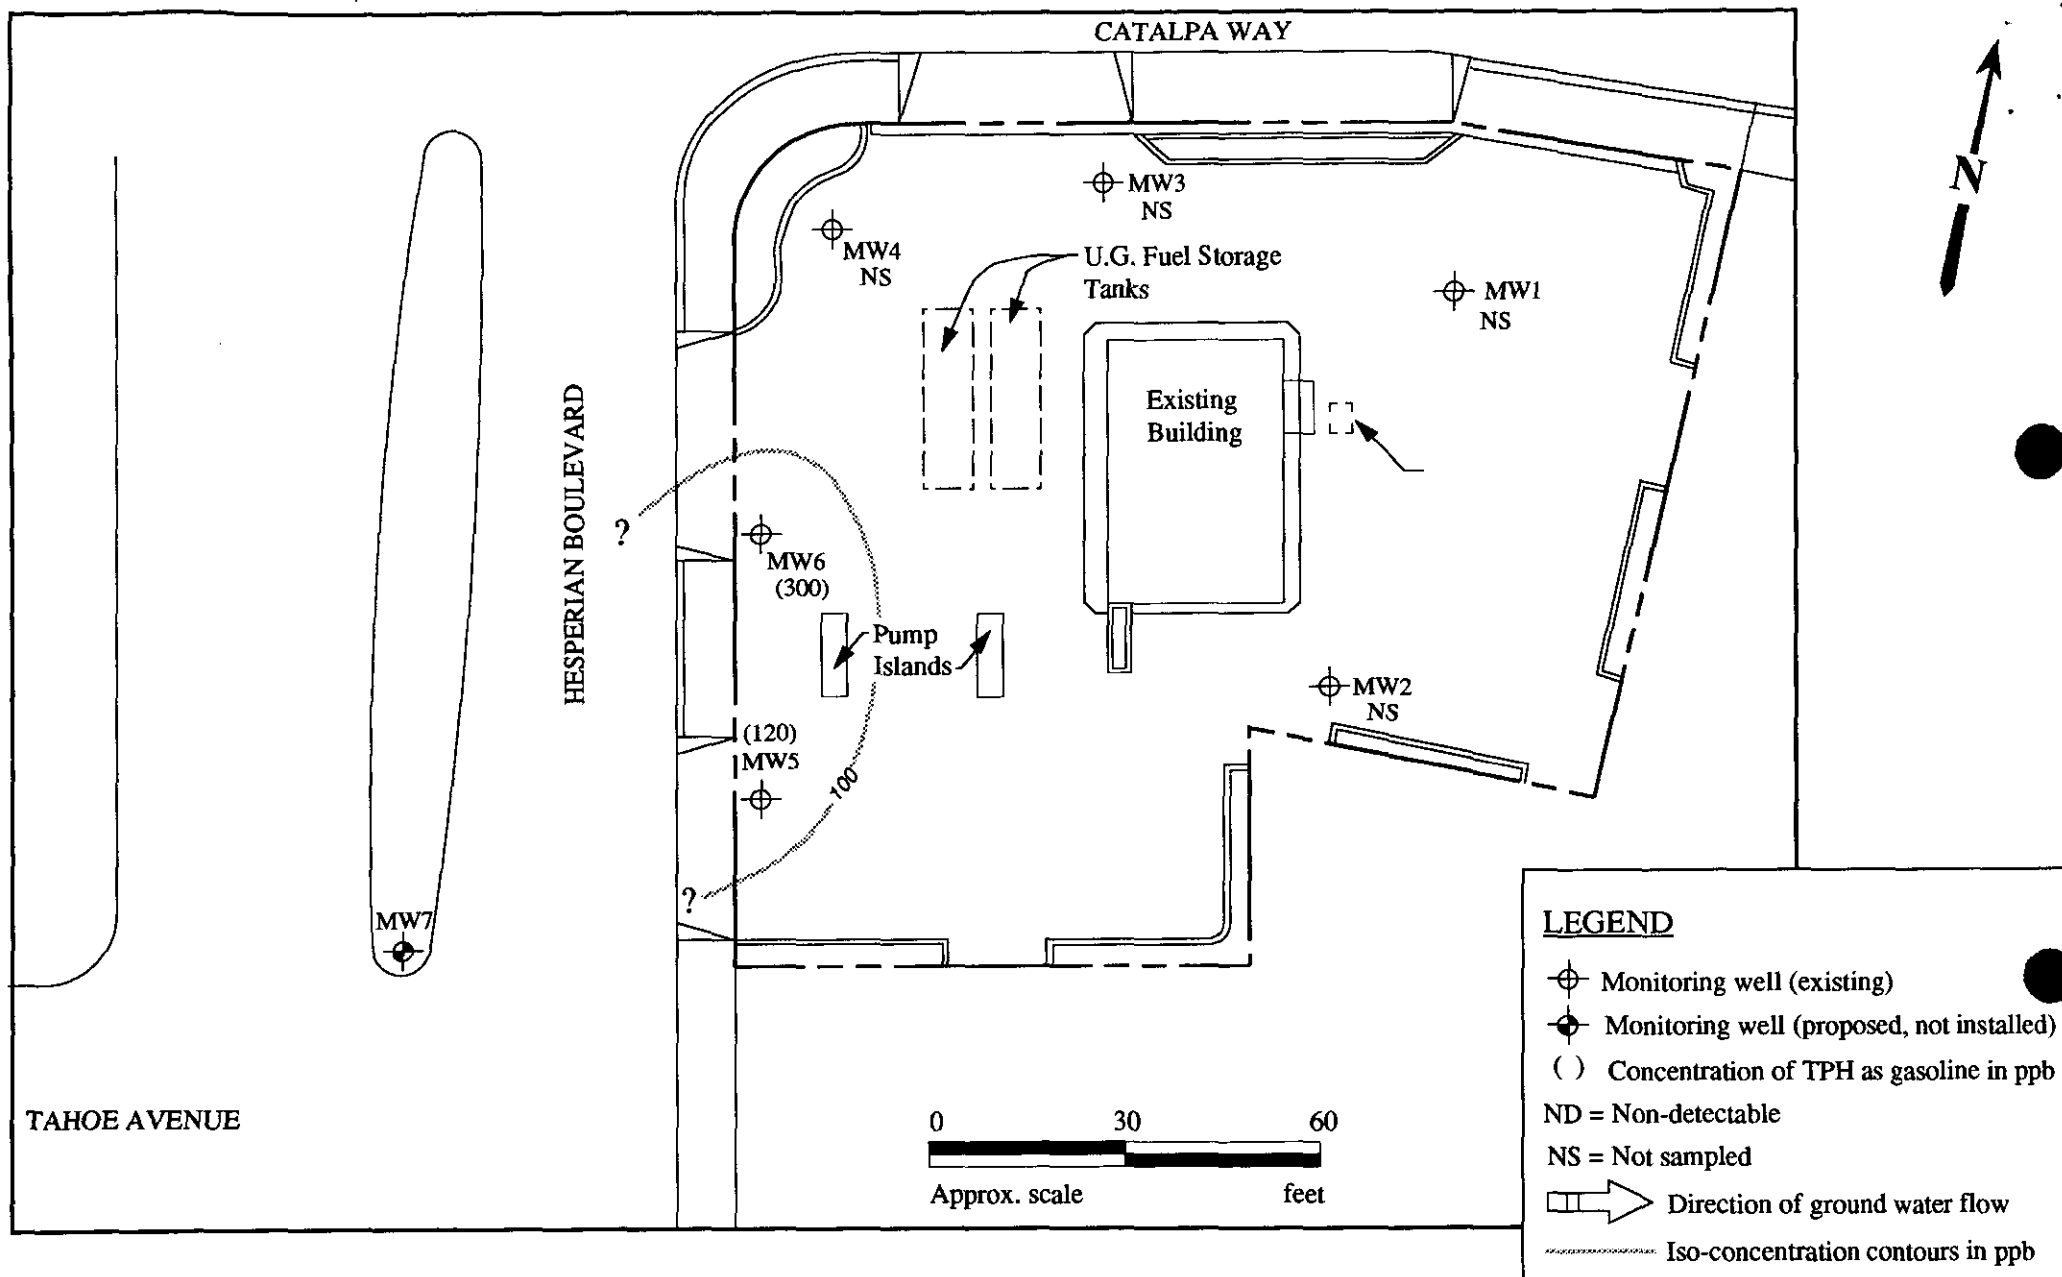 CATALPA WAY
N
MW3
NS
MW4
NS
U.G. Fuel Storage
Tanks
MW1
NS
Existing
Building
HESPERIAN BOULEVARD
?
MW6
(300)
Pump
Islands
MW2
NS
(120)
MW5
100
?
MW7
TAHOE AVENUE
0 30 60
Approx. scale feet
LEGEND
Monitoring well (existing)
Monitoring well (proposed, not installed)
( ) Concentration of TPH as gasoline in ppb
ND = Non-detectable
NS = Not sampled
Direction of ground water flow
Iso-concentration contours in ppb